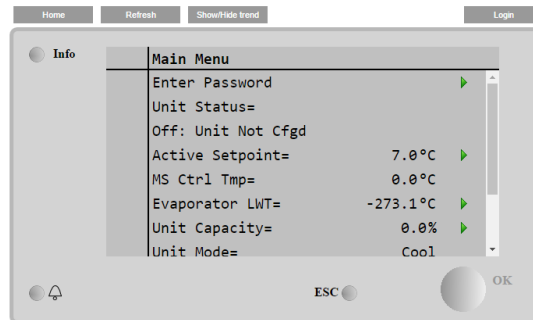 Home Refresh Show/Hide trend Login
Info
Main Menu
Enter Password
Unit Status=
Off: Unit Not Cfgd
Active Setpoint= 7.0°C
MS Ctrl Tmp= 0.0°C
Evaporator LWT= -273.1°C
Unit Capacity= 0.0%
Unit Mode= Cool
ESC OK